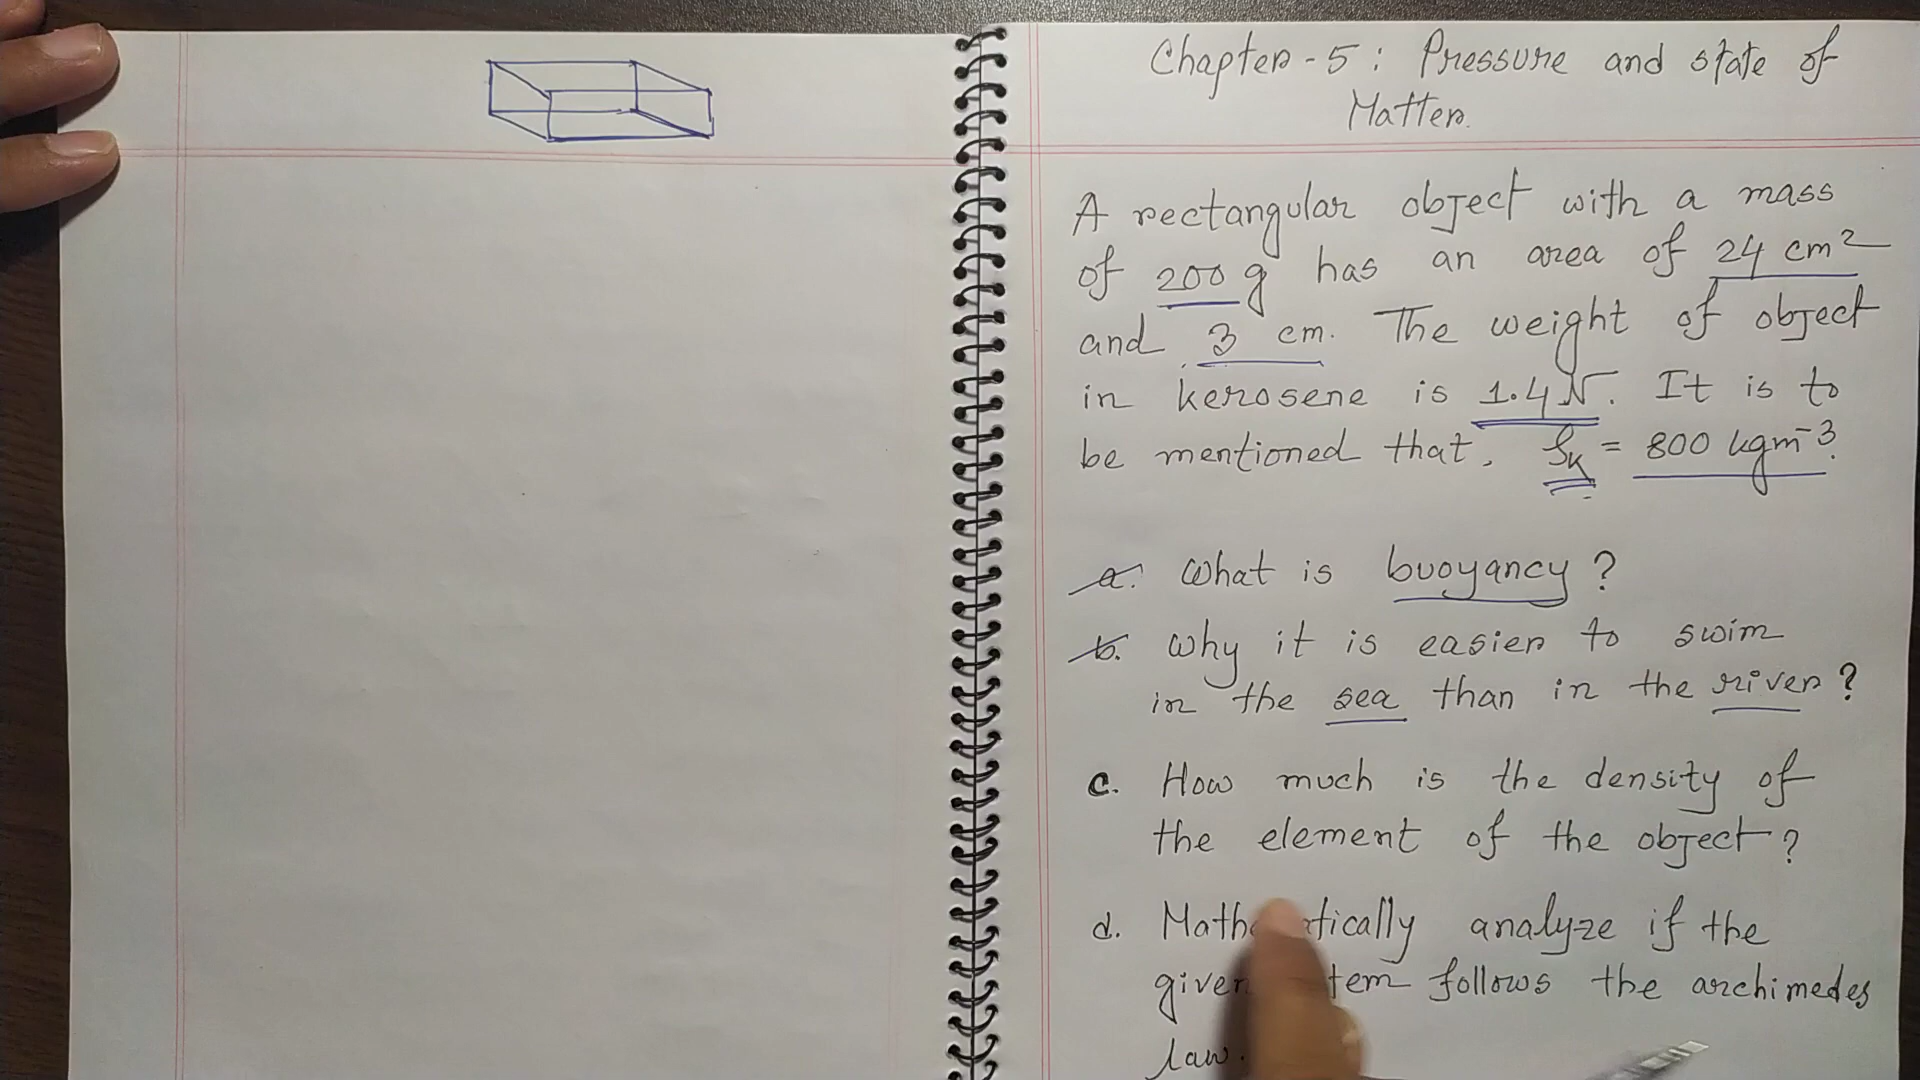 Chapter - 5 : Pressure and state of
Matter.
A rectangular object with a mass
of 200 g has an area of 24 cm²
and 3 cm. The weight of object
in kerosene is 1.4 N. It is to
be mentioned that, ρk = 800 kgm⁻³.
a. What is buoyancy ?
b. Why it is easier to swim
in the sea than in the river ?
c. How much is the density of
the element of the object ?
d. analyze if the
follows the archimedes
law.